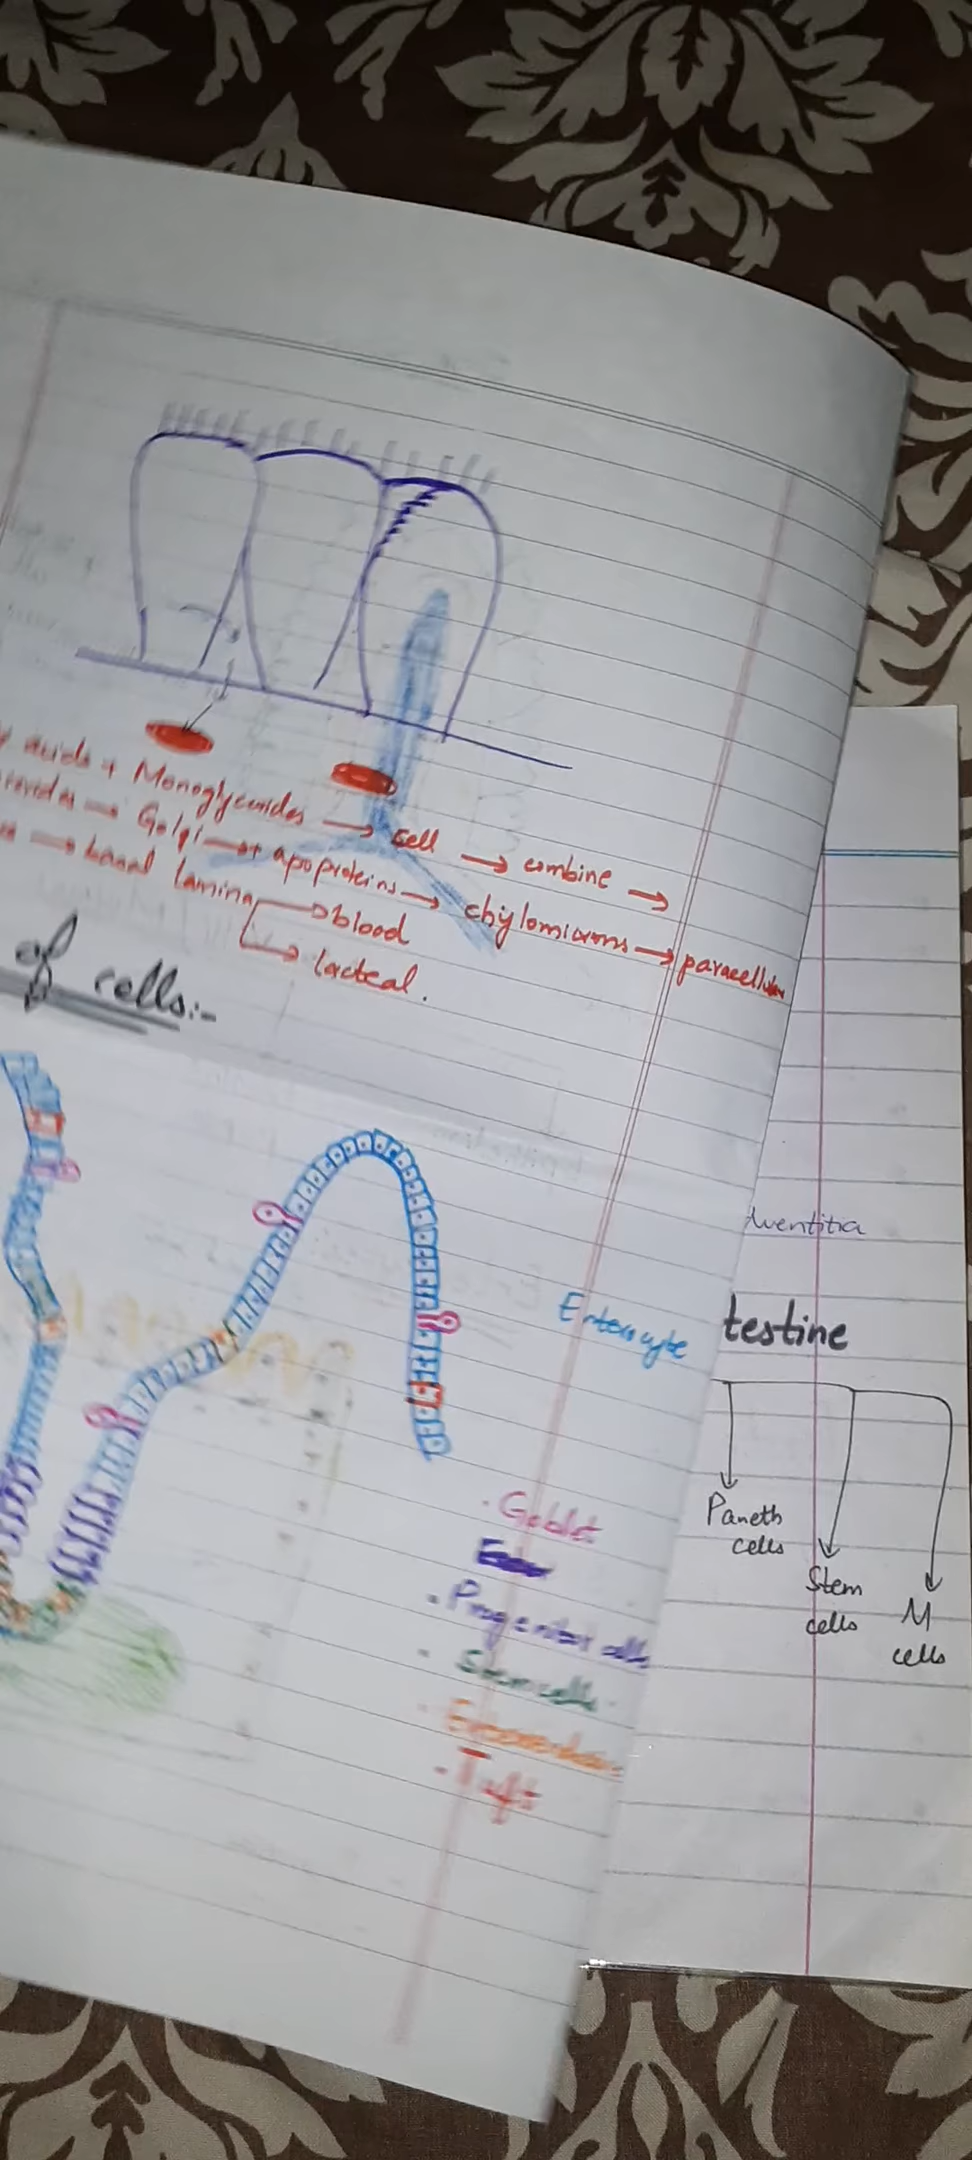 acids + Monoglycerides → cell → combine →
→ Golgi → + apoproteins → chylomicrons → paracellular
→ basal lamina → blood
→ lacteal.
of cells:-
wentitia
Enterocyte
testine
. Goblet
Paneth
cells
. Progenitor cells
Stem
cells
M
cells
. Stem cells.
. Tuft